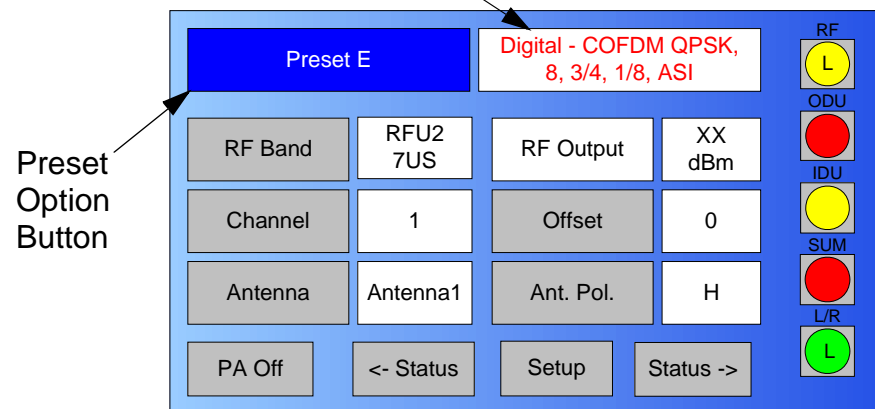 Preset E
Digital - COFDM QPSK,
8, 3/4, 1/8, ASI
RF
L
ODU
IDU
SUM
L/R
L
Preset
Option
Button
RF Band
RFU2
7US
RF Output
XX
dBm
Channel
1
Offset
0
Antenna
Antenna1
Ant. Pol.
H
PA Off
<- Status
Setup
Status ->